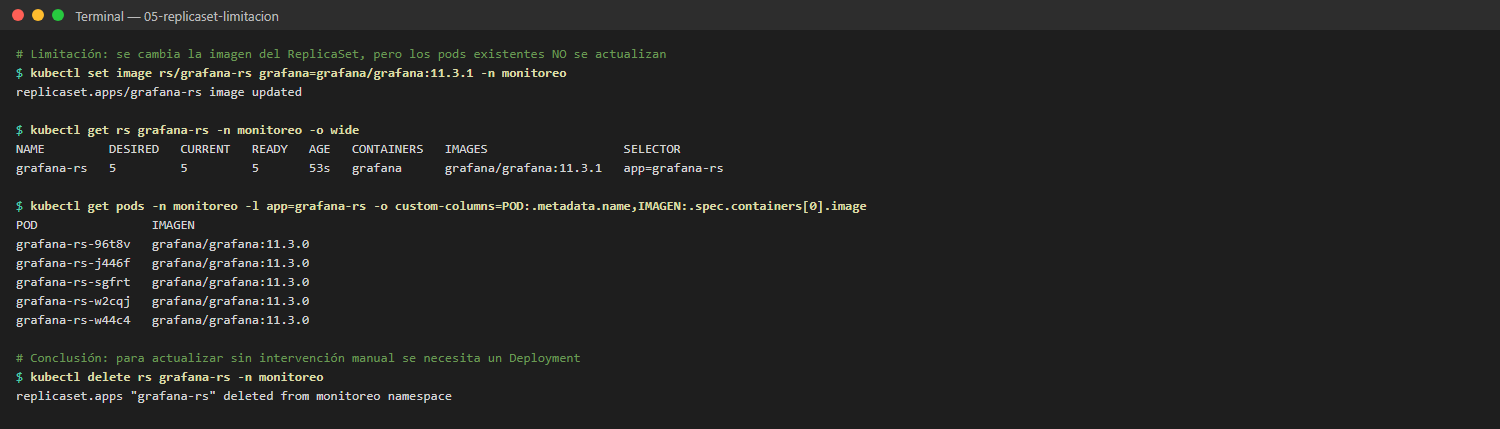 Terminal — 05-replicaset-limitacion
# Limitación: se cambia la imagen del ReplicaSet, pero los pods existentes NO se actualizan
$ kubectl set image rs/grafana-rs grafana=grafana/grafana:11.3.1 -n monitoreo
replicaset.apps/grafana-rs image updated
$ kubectl get rs grafana-rs -n monitoreo -o wide
NAME         DESIRED   CURRENT   READY   AGE   CONTAINERS   IMAGES                   SELECTOR
grafana-rs   5         5         5       53s   grafana      grafana/grafana:11.3.1   app=grafana-rs
$ kubectl get pods -n monitoreo -l app=grafana-rs -o custom-columns=POD:.metadata.name,IMAGEN:.spec.containers[0].image
POD                IMAGEN
grafana-rs-96t8v   grafana/grafana:11.3.0
grafana-rs-j446f   grafana/grafana:11.3.0
grafana-rs-sgfrt   grafana/grafana:11.3.0
grafana-rs-w2cqj   grafana/grafana:11.3.0
grafana-rs-w44c4   grafana/grafana:11.3.0
# Conclusión: para actualizar sin intervención manual se necesita un Deployment
$ kubectl delete rs grafana-rs -n monitoreo
replicaset.apps "grafana-rs" deleted from monitoreo namespace